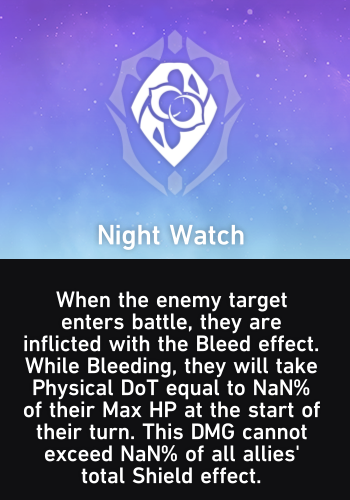 Night Watch
When the enemy target
enters battle, they are
inflicted with the Bleed effect.
While Bleeding, they will take
Physical DoT equal to NaN%
of their Max HP at the start of
their turn. This DMG cannot
exceed NaN% of all allies'
total Shield effect.